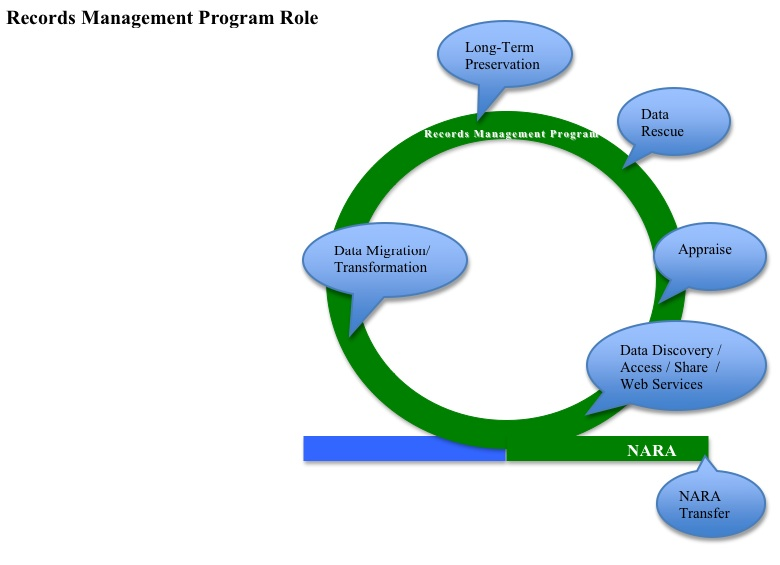 Records Management Program Role
Long-Term
Preservation
Data
Rescue
Records Management Program
Data Migration/
Transformation
Appraise
Data Discovery /
Access / Share /
Web Services
NARA
NARA
Transfer